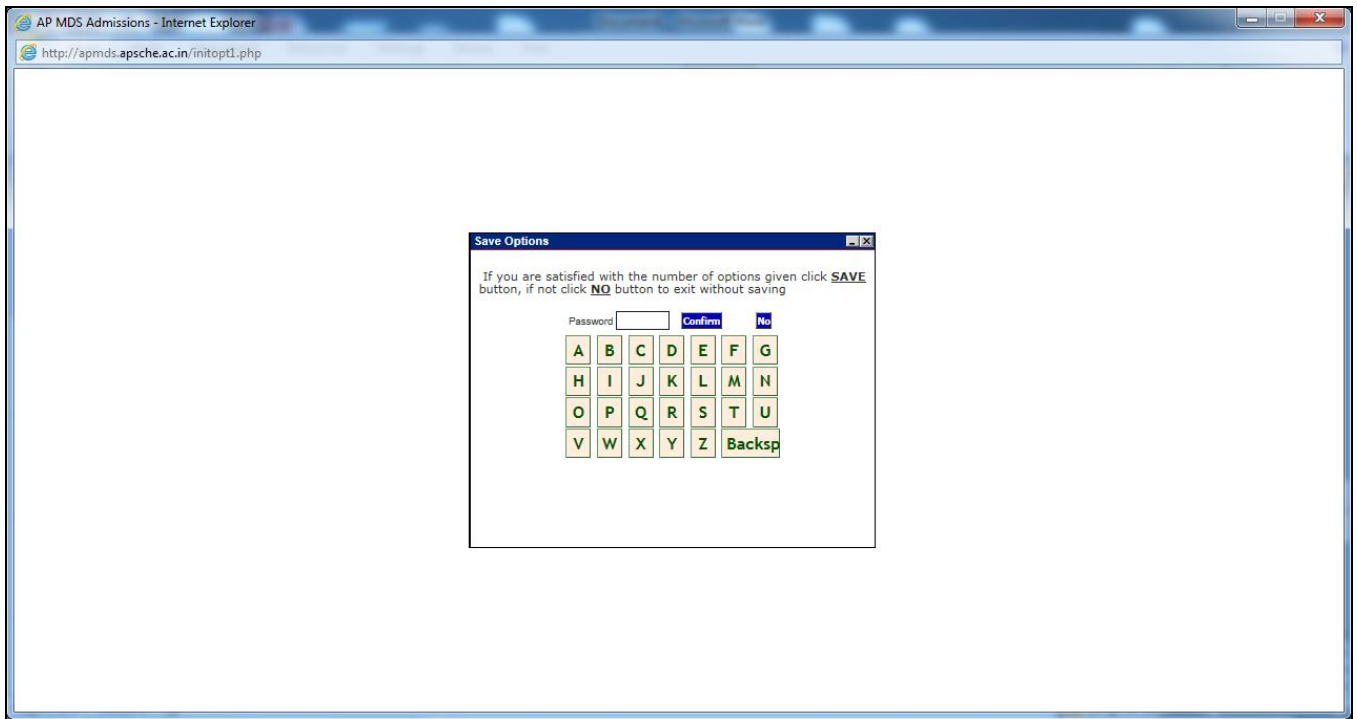 AP MDS Admissions - Internet Explorer
http://apmds.apsche.ac.in/initopt1.php
Save Options
If you are satisfied with the number of options given click SAVE
button, if not click NO button to exit without saving
Password Confirm No
A B C D E F G
H I J K L M N
O P Q R S T U
V W X Y Z Backsp